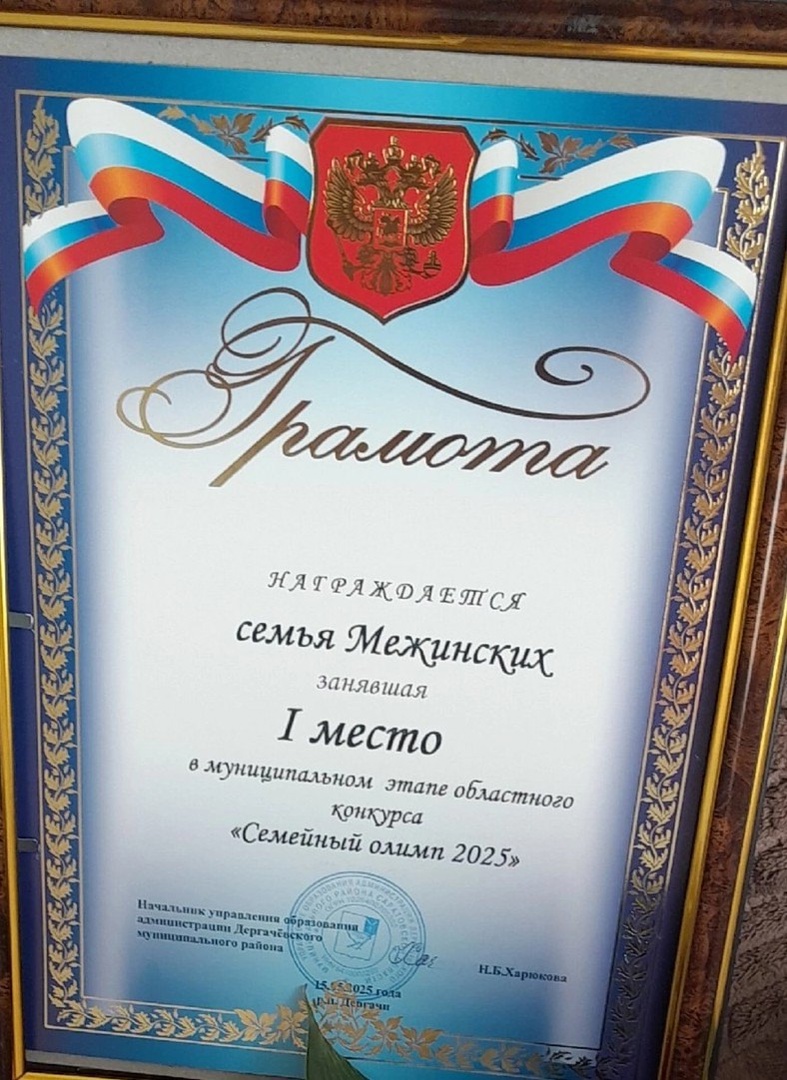 Грамота
НАГРАЖДАЕТСЯ
семья Межинских
занявшая
I место
в муниципальном этапе областного
конкурса
«Семейный олимп 2025»
Начальник управления образования
администрации Дергачёвского
муниципального района
Н.Б.Харюкова
2025 года
р.п. Дергачи